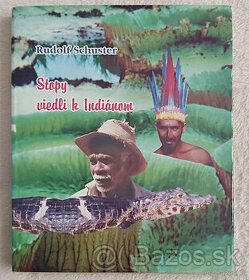 Rudolf Schuster
Stopy
viedli k Indiánom
Bazos.sk